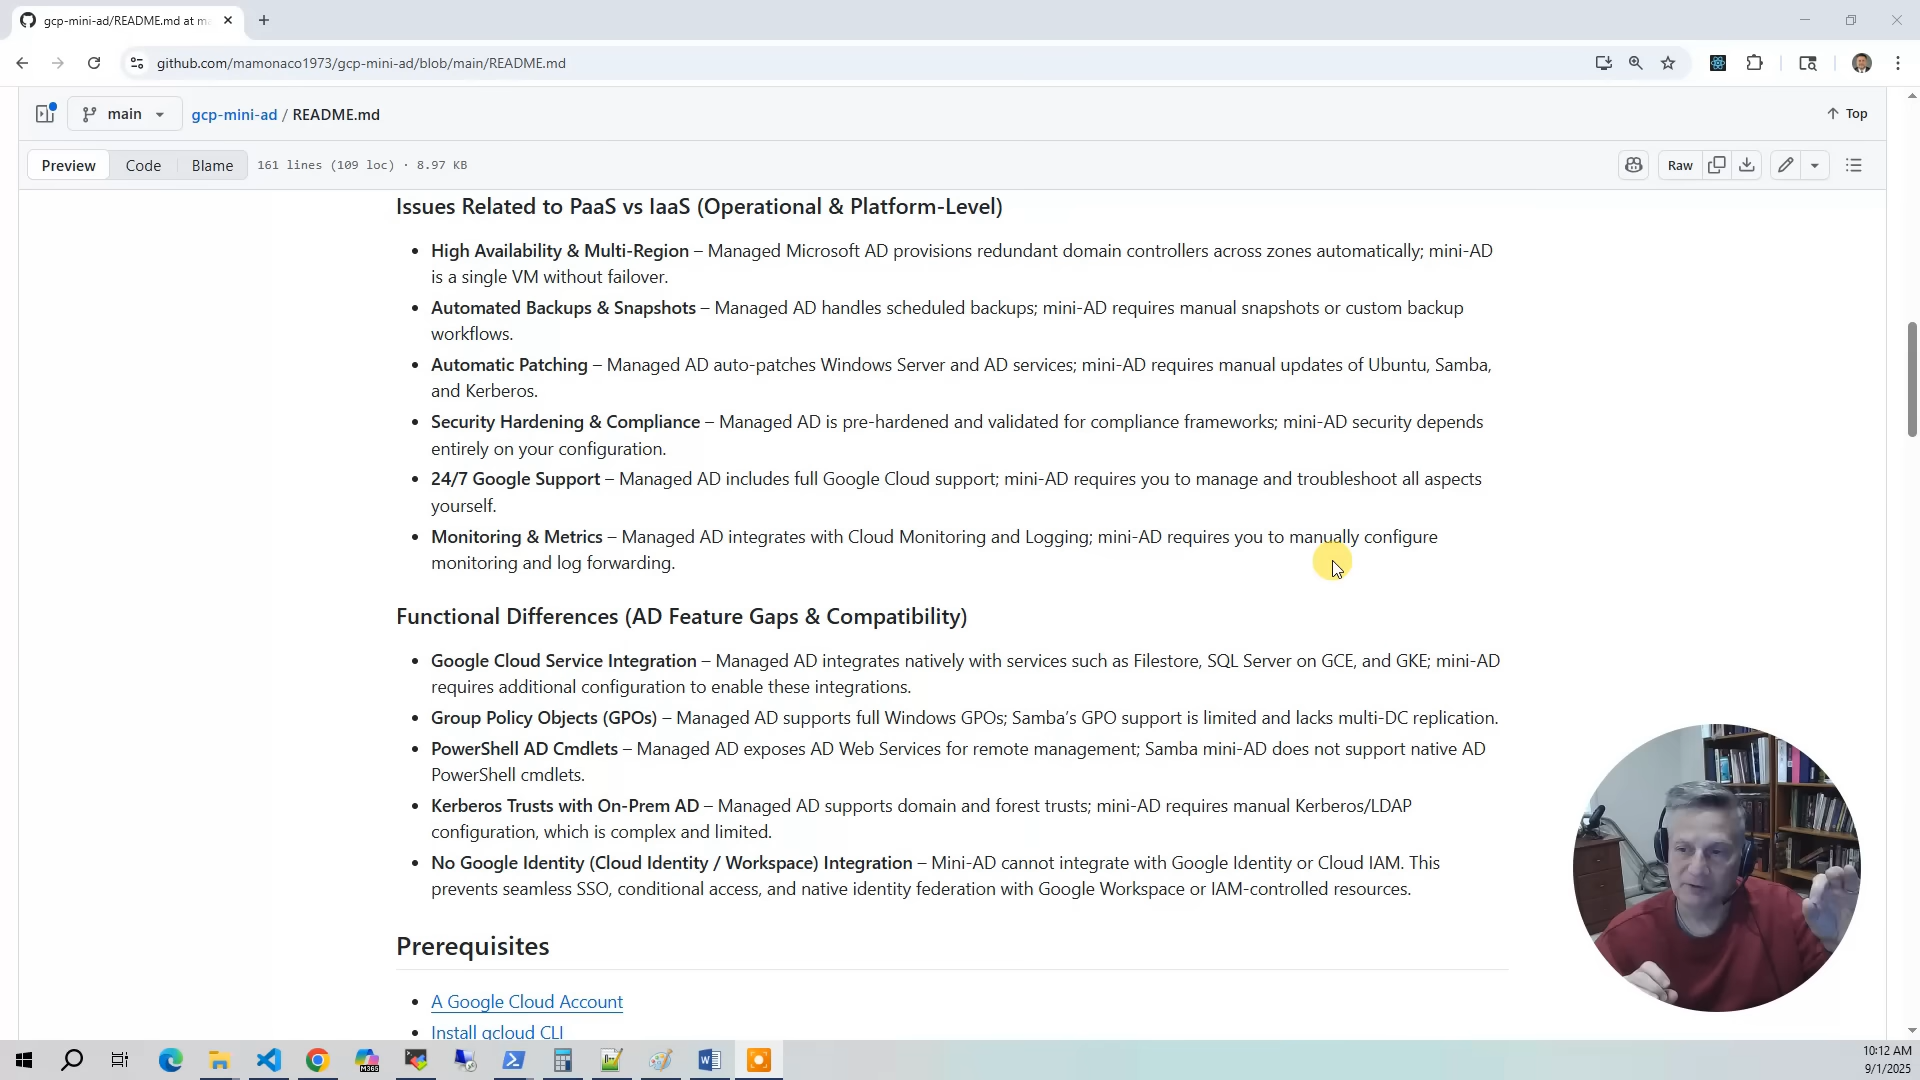 gcp-mini-ad/README.md at ma
github.com/mamonaco1973/gcp-mini-ad/blob/main/README.md
main
gcp-mini-ad / README.md
Top
Preview Code Blame 161 lines (109 loc) · 8.97 KB
Raw
Issues Related to PaaS vs IaaS (Operational & Platform-Level)
• High Availability & Multi-Region – Managed Microsoft AD provisions redundant domain controllers across zones automatically; mini-AD
is a single VM without failover.
• Automated Backups & Snapshots – Managed AD handles scheduled backups; mini-AD requires manual snapshots or custom backup
workflows.
• Automatic Patching – Managed AD auto-patches Windows Server and AD services; mini-AD requires manual updates of Ubuntu, Samba,
and Kerberos.
• Security Hardening & Compliance – Managed AD is pre-hardened and validated for compliance frameworks; mini-AD security depends
entirely on your configuration.
• 24/7 Google Support – Managed AD includes full Google Cloud support; mini-AD requires you to manage and troubleshoot all aspects
yourself.
• Monitoring & Metrics – Managed AD integrates with Cloud Monitoring and Logging; mini-AD requires you to manually configure
monitoring and log forwarding.
Functional Differences (AD Feature Gaps & Compatibility)
• Google Cloud Service Integration – Managed AD integrates natively with services such as Filestore, SQL Server on GCE, and GKE; mini-AD
requires additional configuration to enable these integrations.
• Group Policy Objects (GPOs) – Managed AD supports full Windows GPOs; Samba’s GPO support is limited and lacks multi-DC replication.
• PowerShell AD Cmdlets – Managed AD exposes AD Web Services for remote management; Samba mini-AD does not support native AD
PowerShell cmdlets.
• Kerberos Trusts with On-Prem AD – Managed AD supports domain and forest trusts; mini-AD requires manual Kerberos/LDAP
configuration, which is complex and limited.
• No Google Identity (Cloud Identity / Workspace) Integration – Mini-AD cannot integrate with Google Identity or Cloud IAM. This
prevents seamless SSO, conditional access, and native identity federation with Google Workspace or IAM-controlled resources.
Prerequisites
• A Google Cloud Account
• Install gcloud CLI
M365
10:12 AM
9/1/2025